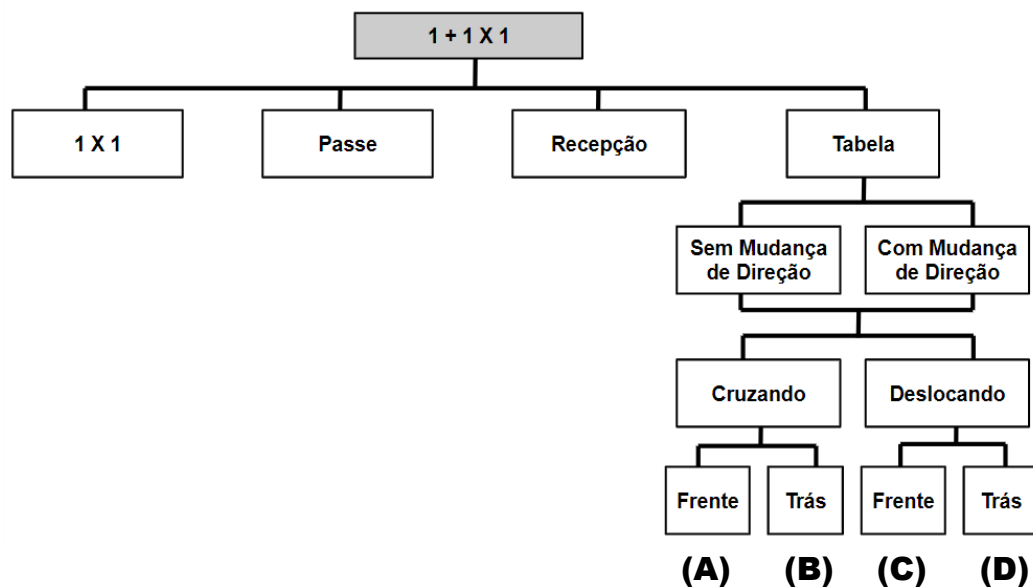 1 + 1 X 1
1 X 1
Passe
Recepção
Tabela
Sem Mudança
de Direção
Com Mudança
de Direção
Cruzando
Deslocando
Frente
Trás
Frente
Trás
(A)
(B)
(C)
(D)